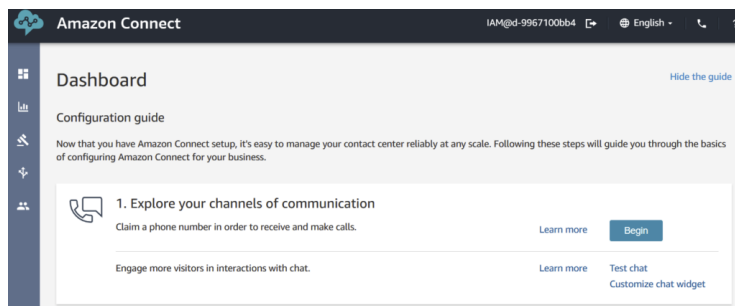 Amazon Connect
IAM@d-9967100bb4
English
Dashboard
Hide the guide
Configuration guide
Now that you have Amazon Connect setup, it's easy to manage your contact center reliably at any scale. Following these steps will guide you through the basics
of configuring Amazon Connect for your business.
1. Explore your channels of communication
Claim a phone number in order to receive and make calls.
Learn more
Begin
Engage more visitors in interactions with chat.
Learn more
Test chat
Customize chat widget